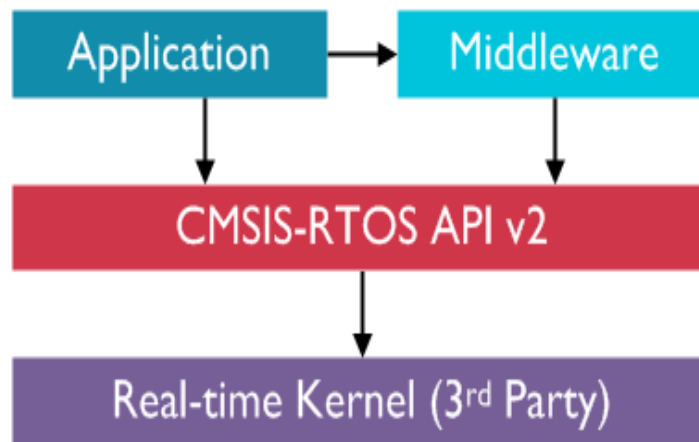 Application
Middleware
CMSIS-RTOS API v2
Real-time Kernel (3rd Party)